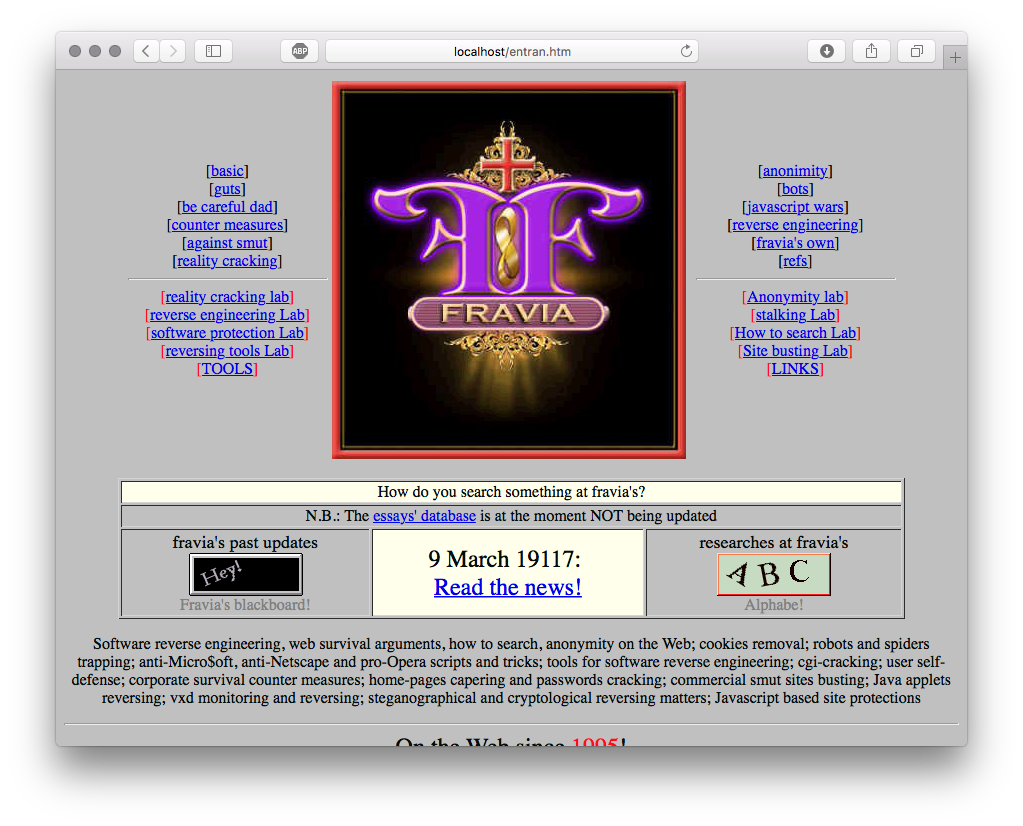 ABP
localhost/entran.htm
[basic]
[guts]
[be careful dad]
[counter measures]
[against smut]
[reality cracking]
[reality cracking lab]
[reverse engineering Lab]
[software protection Lab]
[reversing tools Lab]
[TOOLS]
FRAVIA
[anonimity]
[bots]
[javascript wars]
[reverse engineering]
[fravia's own]
[refs]
[Anonymity lab]
[stalking Lab]
[How to search Lab]
[Site busting Lab]
[LINKS]
How do you search something at fravia's?
N.B.: The essays' database is at the moment NOT being updated
fravia's past updates
Hey!
Fravia's blackboard!
9 March 19117:
Read the news!
researches at fravia's
A B C
Alphabe!
Software reverse engineering, web survival arguments, how to search, anonymity on the Web; cookies removal; robots and spiders
trapping; anti-Micro$oft, anti-Netscape and pro-Opera scripts and tricks; tools for software reverse engineering; cgi-cracking; user self-
defense; corporate survival counter measures; home-pages capering and passwords cracking; commercial smut sites busting; Java applets
reversing; vxd monitoring and reversing; steganographical and cryptological reversing matters; Javascript based site protections
On the Web since 1995!